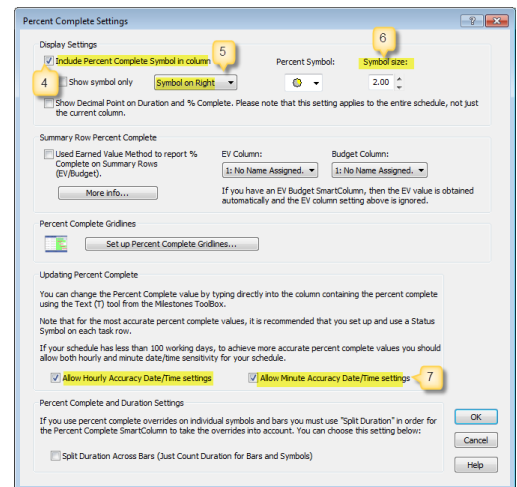 Percent Complete Settings
6
Display Settings
5
Include Percent Complete Symbol in column
Percent Symbol:
Symbol size:
4
Show symbol only
Symbol on Right
2.00
Show Decimal Point on Duration and % Complete. Please note that this setting applies to the entire schedule, not just
the current column.
Summary Row Percent Complete
Used Earned Value Method to report %
Complete on Summary Rows
(EV/Budget).
EV Column:
Budget Column:
1: No Name Assigned.
1: No Name Assigned.
More info...
If you have an EV Budget SmartColumn, then the EV value is obtained
automatically and the EV column setting above is ignored.
Percent Complete Gridlines
Set up Percent Complete Gridlines...
Updating Percent Complete
You can change the Percent Complete value by typing directly into the column containing the percent complete
using the Text (T) tool from the Milestones ToolBox.
Note that for the most accurate percent complete values, it is recommended that you set up and use a Status
Symbol on each task row.
If your schedule has less than 100 working days, to achieve more accurate percent complete values you should
allow both hourly and minute date/time sensitivity for your schedule.
Allow Hourly Accuracy Date/Time settings
Allow Minute Accuracy Date/Time settings
7
Percent Complete and Duration Settings
If you use percent complete overrides on individual symbols and bars you must use "Split Duration" in order for
the Percent Complete SmartColumn to take the overrides into account. You can choose this setting below:
Split Duration Across Bars (Just Count Duration for Bars and Symbols)
OK
Cancel
Help